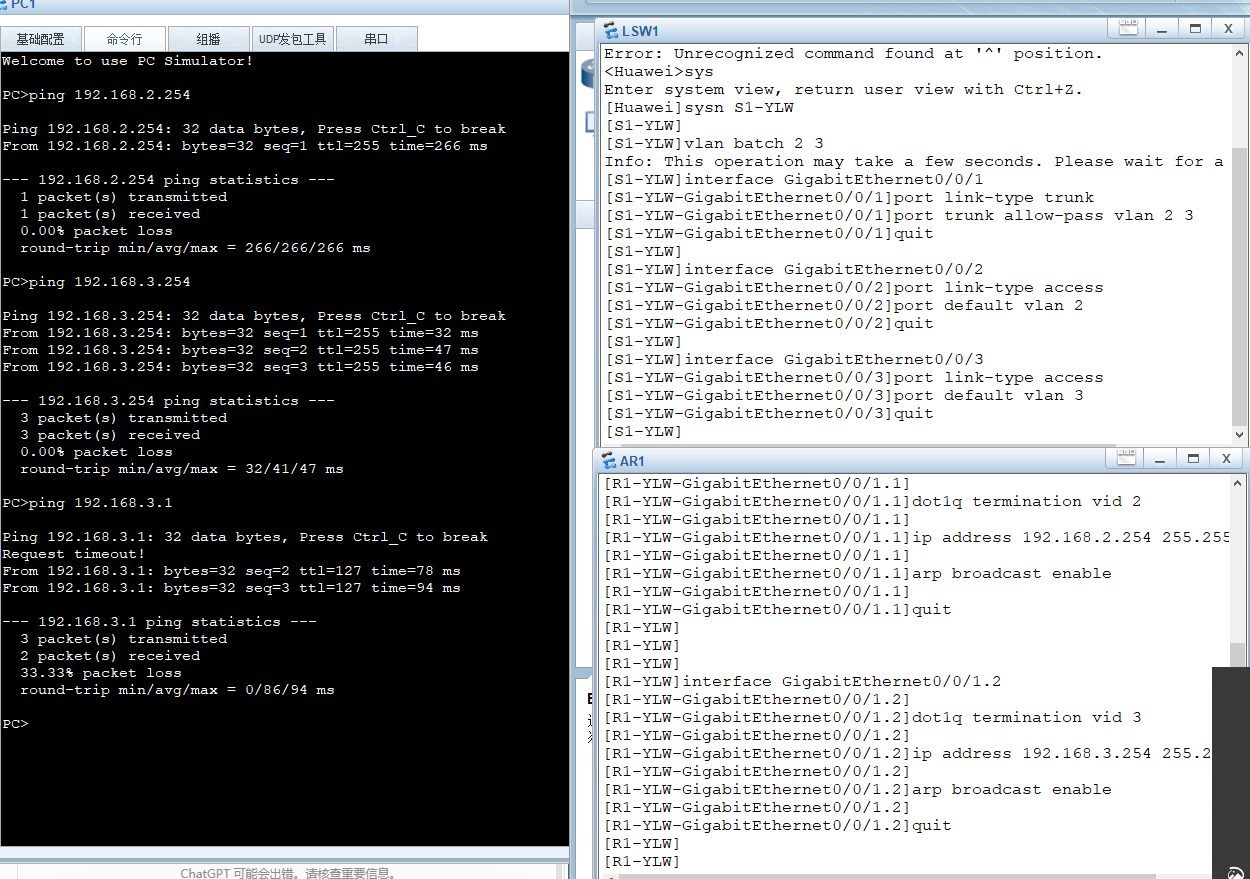 PC1
基础配置
命令行
组播
UDP发包工具
串口
Welcome to use PC Simulator!
PC>ping 192.168.2.254
Ping 192.168.2.254: 32 data bytes, Press Ctrl_C to break
From 192.168.2.254: bytes=32 seq=1 ttl=255 time=266 ms
--- 192.168.2.254 ping statistics ---
1 packet(s) transmitted
1 packet(s) received
0.00% packet loss
round-trip min/avg/max = 266/266/266 ms
PC>ping 192.168.3.254
Ping 192.168.3.254: 32 data bytes, Press Ctrl_C to break
From 192.168.3.254: bytes=32 seq=1 ttl=255 time=32 ms
From 192.168.3.254: bytes=32 seq=2 ttl=255 time=47 ms
From 192.168.3.254: bytes=32 seq=3 ttl=255 time=46 ms
--- 192.168.3.254 ping statistics ---
3 packet(s) transmitted
3 packet(s) received
0.00% packet loss
round-trip min/avg/max = 32/41/47 ms
PC>ping 192.168.3.1
Ping 192.168.3.1: 32 data bytes, Press Ctrl_C to break
Request timeout!
From 192.168.3.1: bytes=32 seq=2 ttl=127 time=78 ms
From 192.168.3.1: bytes=32 seq=3 ttl=127 time=94 ms
--- 192.168.3.1 ping statistics ---
3 packet(s) transmitted
2 packet(s) received
33.33% packet loss
round-trip min/avg/max = 0/86/94 ms
PC>
ChatGPT 可能会出错。请核查重要信息。
LSW1
Error: Unrecognized command found at '^' position.
<Huawei>sys
Enter system view, return user view with Ctrl+Z.
[Huawei]sysn S1-YLW
[S1-YLW]
[S1-YLW]vlan batch 2 3
Info: This operation may take a few seconds. Please wait for a
[S1-YLW]interface GigabitEthernet0/0/1
[S1-YLW-GigabitEthernet0/0/1]port link-type trunk
[S1-YLW-GigabitEthernet0/0/1]port trunk allow-pass vlan 2 3
[S1-YLW-GigabitEthernet0/0/1]quit
[S1-YLW]
[S1-YLW]interface GigabitEthernet0/0/2
[S1-YLW-GigabitEthernet0/0/2]port link-type access
[S1-YLW-GigabitEthernet0/0/2]port default vlan 2
[S1-YLW-GigabitEthernet0/0/2]quit
[S1-YLW]
[S1-YLW]interface GigabitEthernet0/0/3
[S1-YLW-GigabitEthernet0/0/3]port link-type access
[S1-YLW-GigabitEthernet0/0/3]port default vlan 3
[S1-YLW-GigabitEthernet0/0/3]quit
[S1-YLW]
AR1
[R1-YLW-GigabitEthernet0/0/1.1]
[R1-YLW-GigabitEthernet0/0/1.1]dot1q termination vid 2
[R1-YLW-GigabitEthernet0/0/1.1]
[R1-YLW-GigabitEthernet0/0/1.1]ip address 192.168.2.254 255.255
[R1-YLW-GigabitEthernet0/0/1.1]
[R1-YLW-GigabitEthernet0/0/1.1]arp broadcast enable
[R1-YLW-GigabitEthernet0/0/1.1]
[R1-YLW-GigabitEthernet0/0/1.1]quit
[R1-YLW]
[R1-YLW]
[R1-YLW]
[R1-YLW]interface GigabitEthernet0/0/1.2
[R1-YLW-GigabitEthernet0/0/1.2]
[R1-YLW-GigabitEthernet0/0/1.2]dot1q termination vid 3
[R1-YLW-GigabitEthernet0/0/1.2]
[R1-YLW-GigabitEthernet0/0/1.2]ip address 192.168.3.254 255.2
[R1-YLW-GigabitEthernet0/0/1.2]
[R1-YLW-GigabitEthernet0/0/1.2]arp broadcast enable
[R1-YLW-GigabitEthernet0/0/1.2]
[R1-YLW-GigabitEthernet0/0/1.2]quit
[R1-YLW]
[R1-YLW]